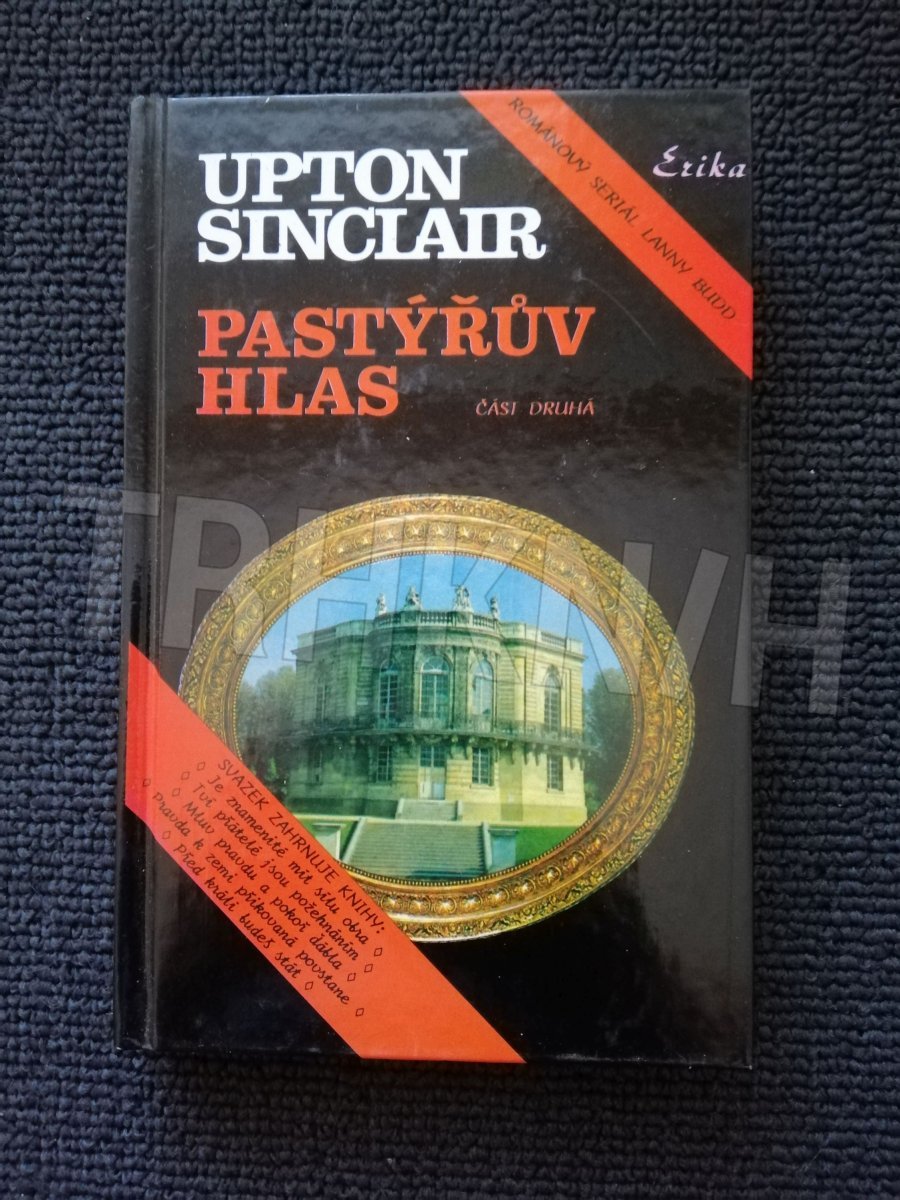 UPTON
SINCLAIR
ROMÁNOVÝ SERIÁL LANNY BUDD
Erika
PASTÝŘŮV
HLAS
ČÁST DRUHÁ
TRHKNIH
SVAZEK ZAHRNUJE KNIHY:
◊ Je znamenité mít sílu obra ◊
◊ Tví přátelé jsou požehnáním ◊
◊ Mluv pravdu a pokoř ďábla ◊
◊ Pravda k zemi přikovaná povstane ◊
◊ Před králi budeš stát ◊